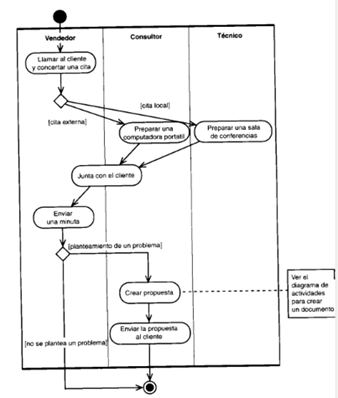 Vendedor
Consultor
Técnico
Llamar al cliente
y concertar una cita
[cita local]
[cita externa]
Preparar una
computadora portatil
Preparar una sala
de conferencias
Junta con el cliente
Enviar
una minuta
[planteamiento de un problema]
Ver el
diagrama de
actividades
para crear
un documento
Crear propuesta
Enviar la propuesta
al cliente
[no se plantea un problema]